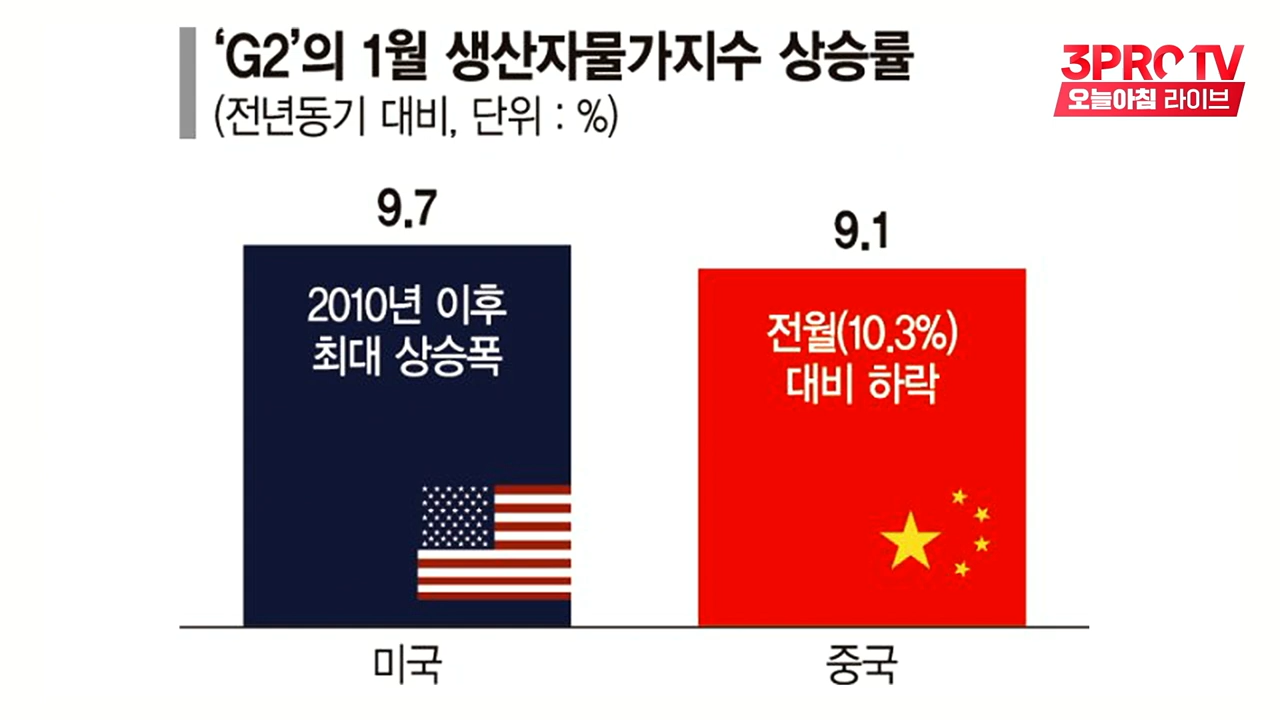 ‘G2’의 1월 생산자물가지수 상승률
(전년동기 대비, 단위 : %)
3PRO TV
오늘아침 라이브
9.7
9.1
2010년 이후
최대 상승폭
전월(10.3%)
대비 하락
미국
중국